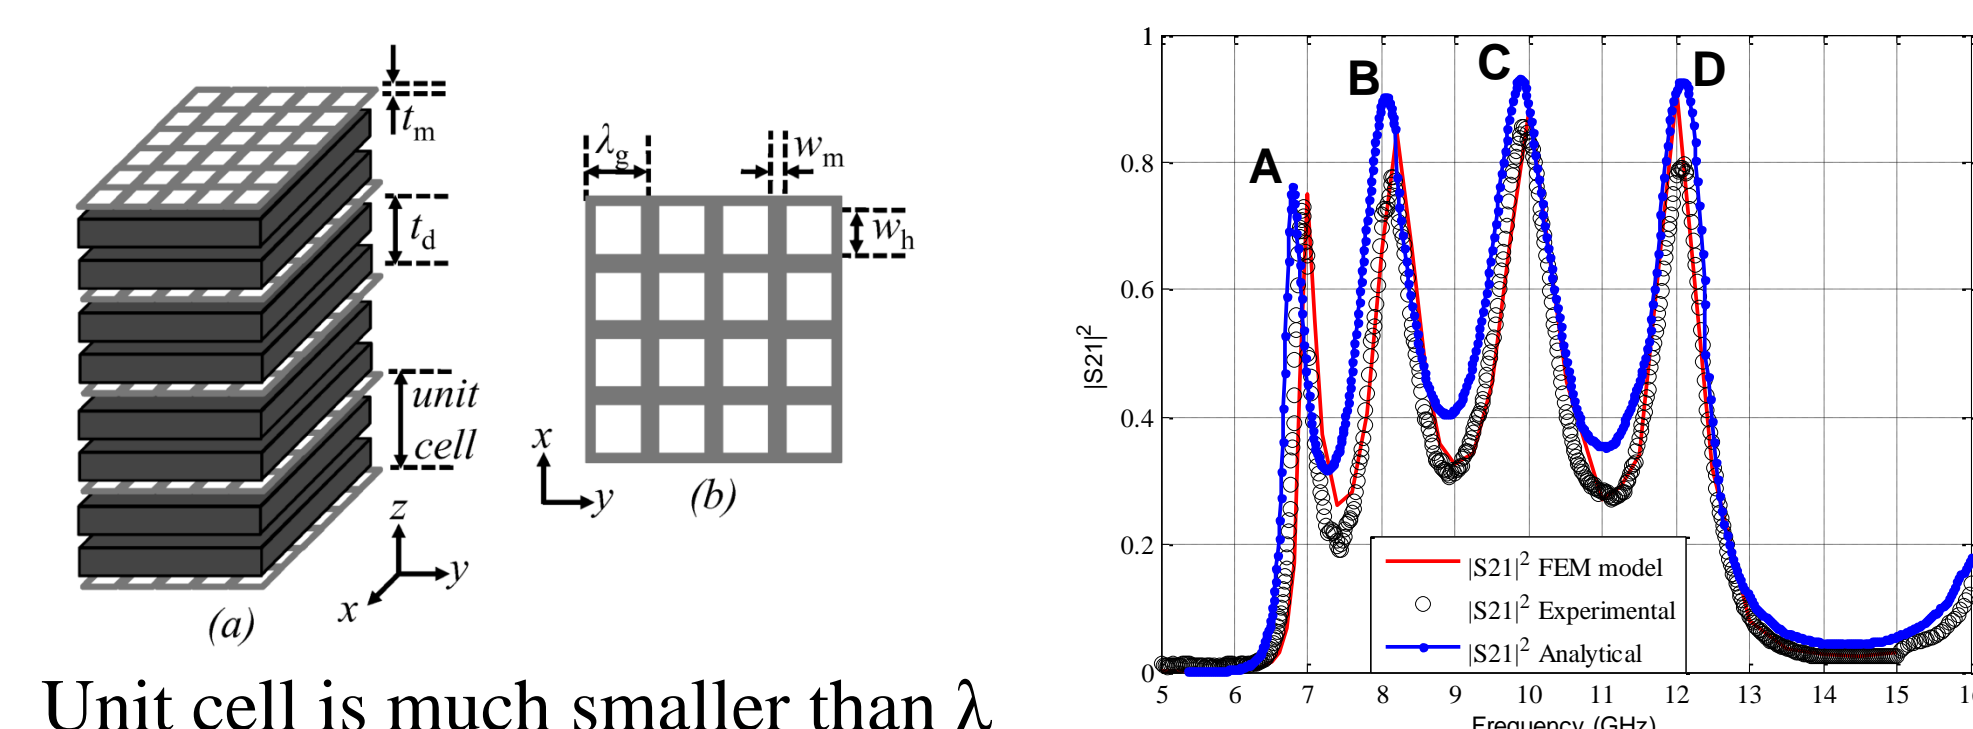 t_m
t_d
unit
cell
z
y
x
(a)
λ_g
w_m
w_h
x
y
(b)
Unit cell is much smaller than λ
A
B
C
D
|S21|²
1
0.8
0.6
0.4
0.2
0
|S21|² FEM model
|S21|² Experimental
|S21|² Analytical
5 6 7 8 9 10 11 12 13 14 15
Frequency (GHz)